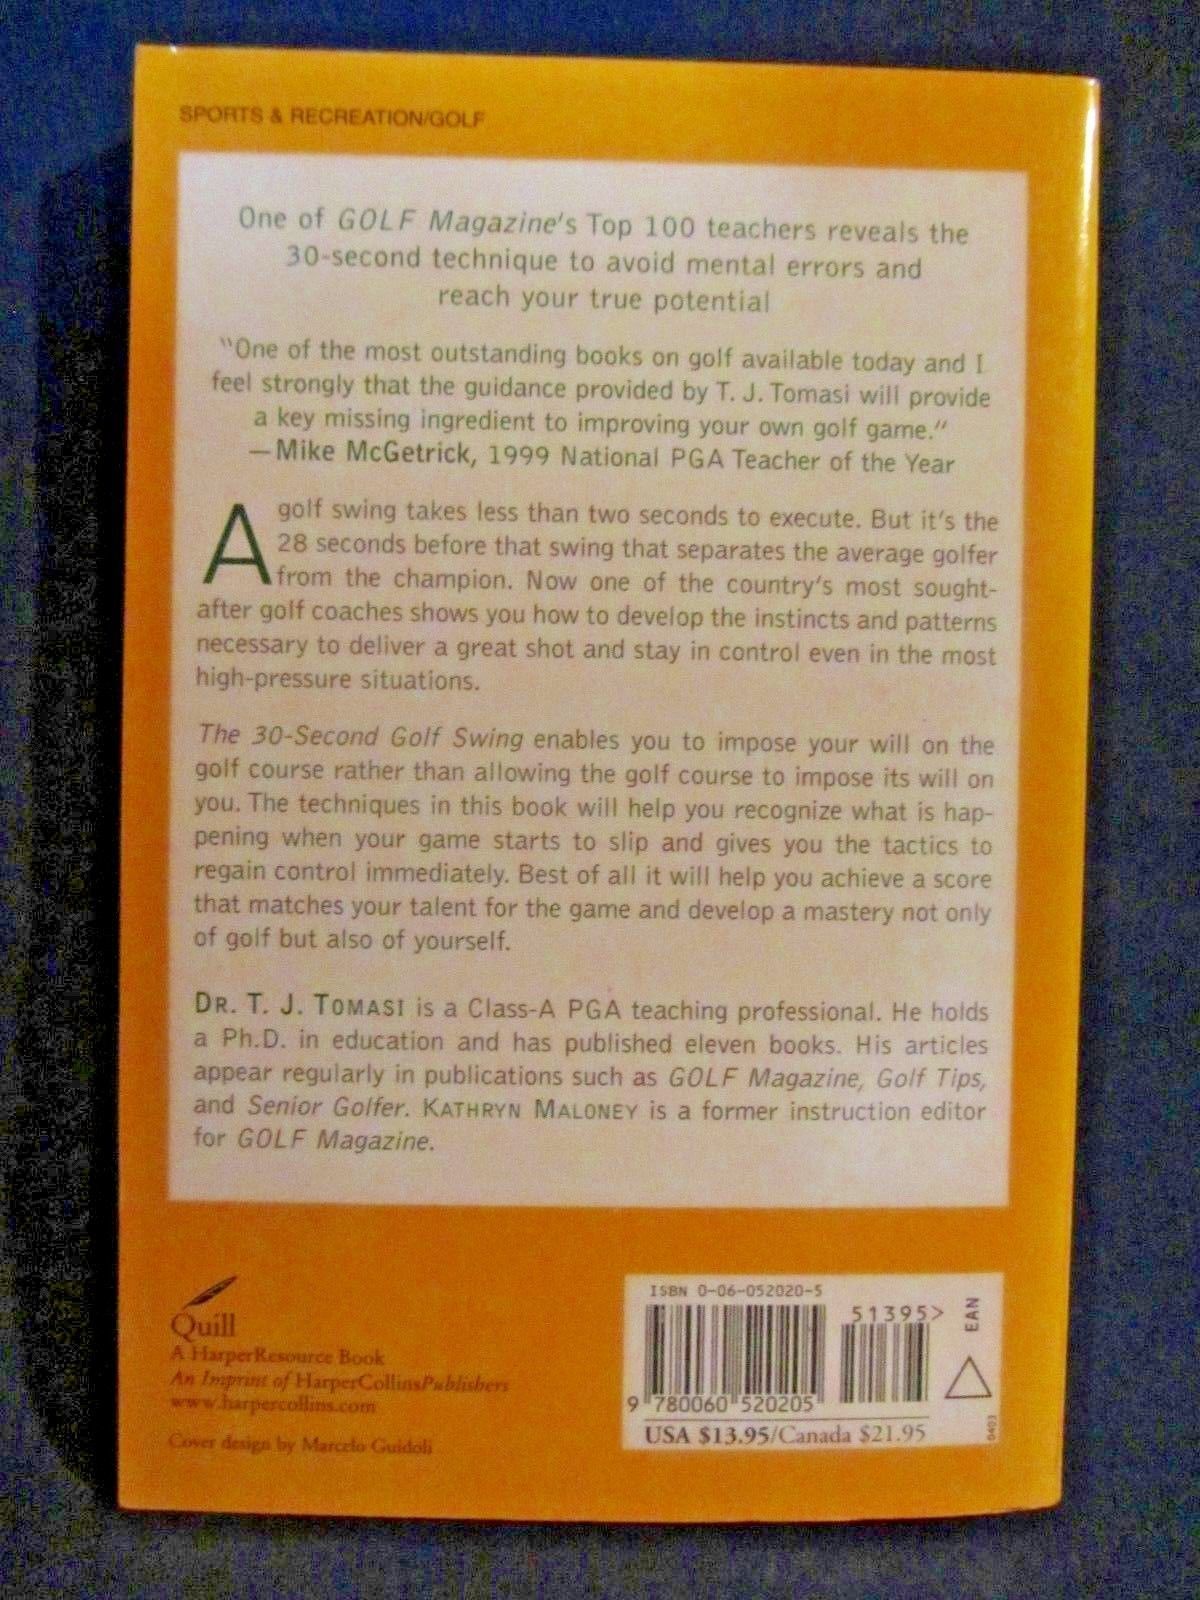 SPORTS & RECREATION/GOLF
One of GOLF Magazine's Top 100 teachers reveals the
30-second technique to avoid mental errors and
reach your true potential
"One of the most outstanding books on golf available today and I
feel strongly that the guidance provided by T. J. Tomasi will provide
a key missing ingredient to improving your own golf game."
—Mike McGetrick, 1999 National PGA Teacher of the Year
A golf swing takes less than two seconds to execute. But it's the
28 seconds before that swing that separates the average golfer
from the champion. Now one of the country's most sought-
after golf coaches shows you how to develop the instincts and patterns
necessary to deliver a great shot and stay in control even in the most
high-pressure situations.
The 30-Second Golf Swing enables you to impose your will on the
golf course rather than allowing the golf course to impose its will on
you. The techniques in this book will help you recognize what is hap-
pening when your game starts to slip and gives you the tactics to
regain control immediately. Best of all it will help you achieve a score
that matches your talent for the game and develop a mastery not only
of golf but also of yourself.
DR. T. J. TOMASI is a Class-A PGA teaching professional. He holds
a Ph.D. in education and has published eleven books. His articles
appear regularly in publications such as GOLF Magazine, Golf Tips,
and Senior Golfer. KATHRYN MALONEY is a former instruction editor
for GOLF Magazine.
Quill
A HarperResource Book
An Imprint of HarperCollinsPublishers
www.harpercollins.com
Cover design by Marcelo Guidoli
ISBN 0-06-052020-5
51395>
EAN
9 780060 520205
USA $13.95/Canada $21.95
0403